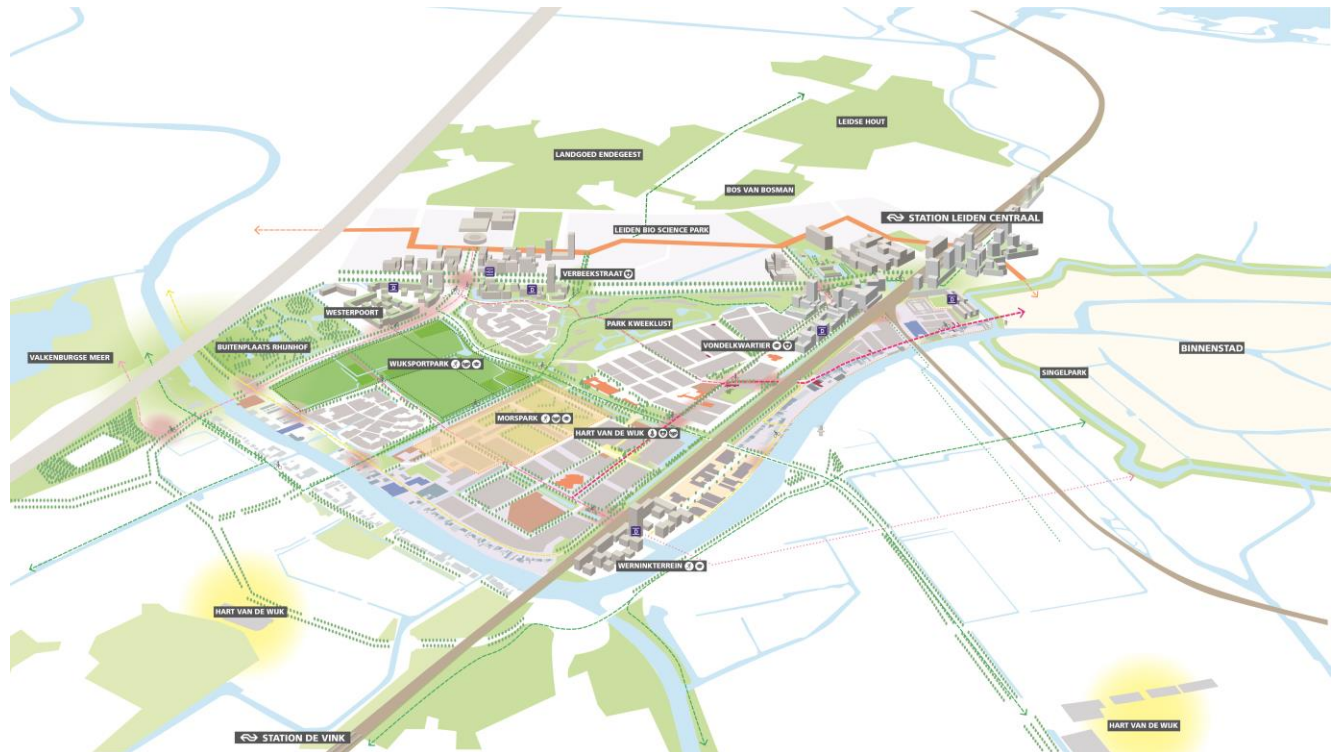 LEIDSE HOUT
LANDGOED ENDEGEEST
BOS VAN BOSMAN
STATION LEIDEN CENTRAAL
LEIDEN BIO SCIENCE PARK
VERBEEKSTRAAT
WESTERPOORT
PARK KWEEKLUST
BUITENPLAATS RHIJNHOF
VONDELKWARTIER
BINNENSTAD
VALKENBURGSE MEER
WIJKSPORTPARK
SINGELPARK
MORSPARK
HART VAN DE WIJK
WERNINKTERREIN
HART VAN DE WIJK
HART VAN DE WIJK
STATION DE VINK